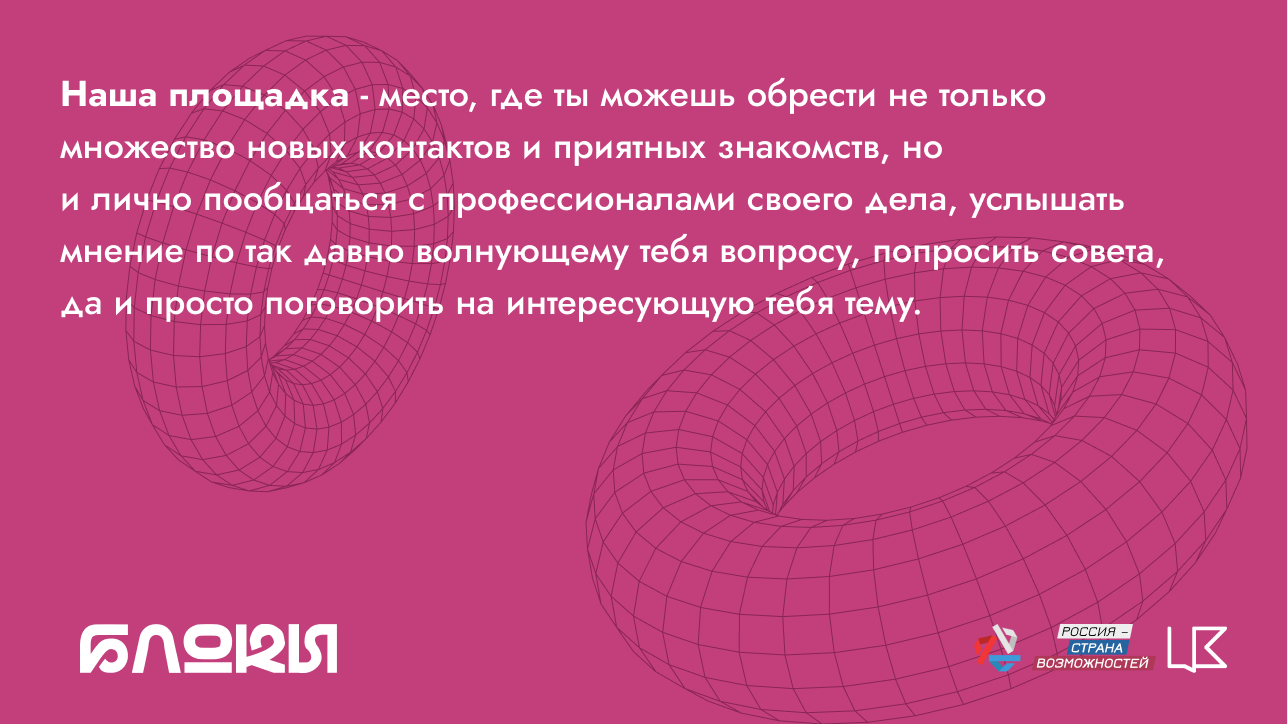 Наша площадка - место, где ты можешь обрести не только
множество новых контактов и приятных знакомств, но
и лично пообщаться с профессионалами своего дела, услышать
мнение по так давно волнующему тебя вопросу, попросить совета,
да и просто поговорить на интересующую тебя тему.
БЛОКИ
РОССИЯ –
СТРАНА
ВОЗМОЖНОСТЕЙ